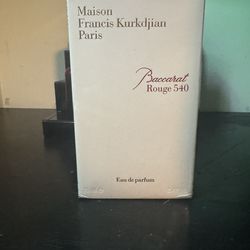 Maison
Francis Kurkdjian
Paris
Baccarat
Rouge 540
Eau de parfum